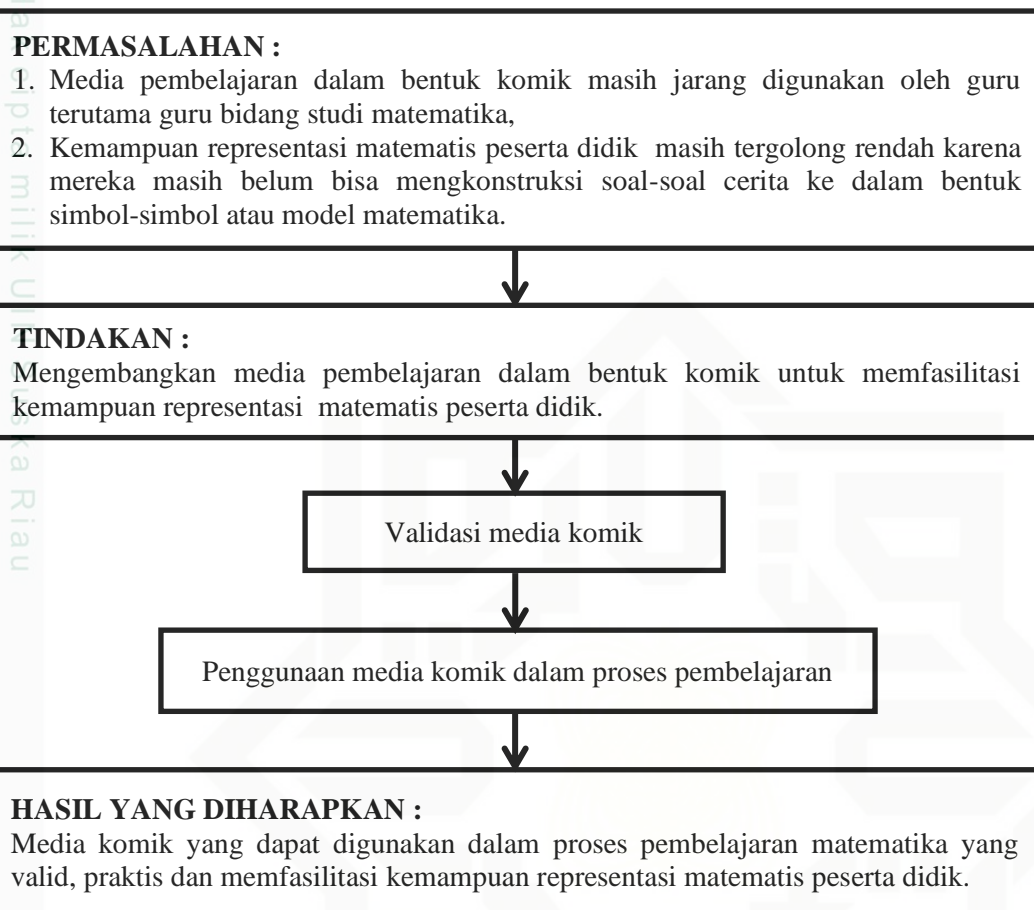 PERMASALAHAN :
1. Media pembelajaran dalam bentuk komik masih jarang digunakan oleh guru
terutama guru bidang studi matematika,
2. Kemampuan representasi matematis peserta didik masih tergolong rendah karena
mereka masih belum bisa mengkonstruksi soal-soal cerita ke dalam bentuk
simbol-simbol atau model matematika.
TINDAKAN :
Mengembangkan media pembelajaran dalam bentuk komik untuk memfasilitasi
kemampuan representasi matematis peserta didik.
Validasi media komik
Penggunaan media komik dalam proses pembelajaran
HASIL YANG DIHARAPKAN :
Media komik yang dapat digunakan dalam proses pembelajaran matematika yang
valid, praktis dan memfasilitasi kemampuan representasi matematis peserta didik.
milik UIN Suska Riau